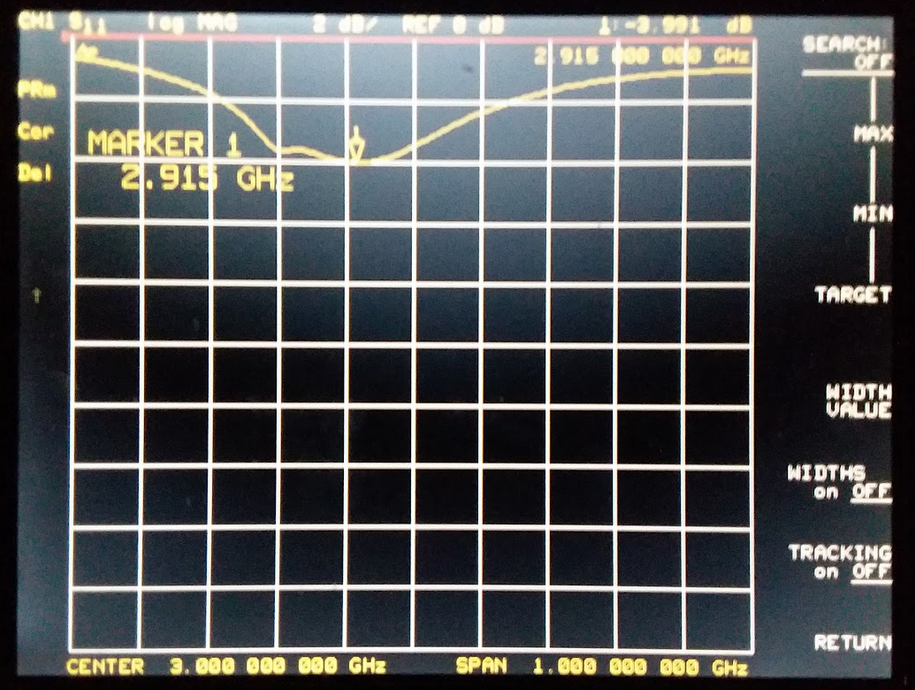 CH1 S11 log MAG 2 dB/ REF 0 dB 1:-3.991 dB
2.915 000 000 GHz
PRm
Cor
Del
MARKER 1
2.915 GHz
↑
CENTER 3.000 000 000 GHz SPAN 1.000 000 000 GHz
SEARCH:
OFF
MAX
MIN
TARGET
WIDTH
VALUE
WIDTHS
on OFF
TRACKING
on OFF
RETURN